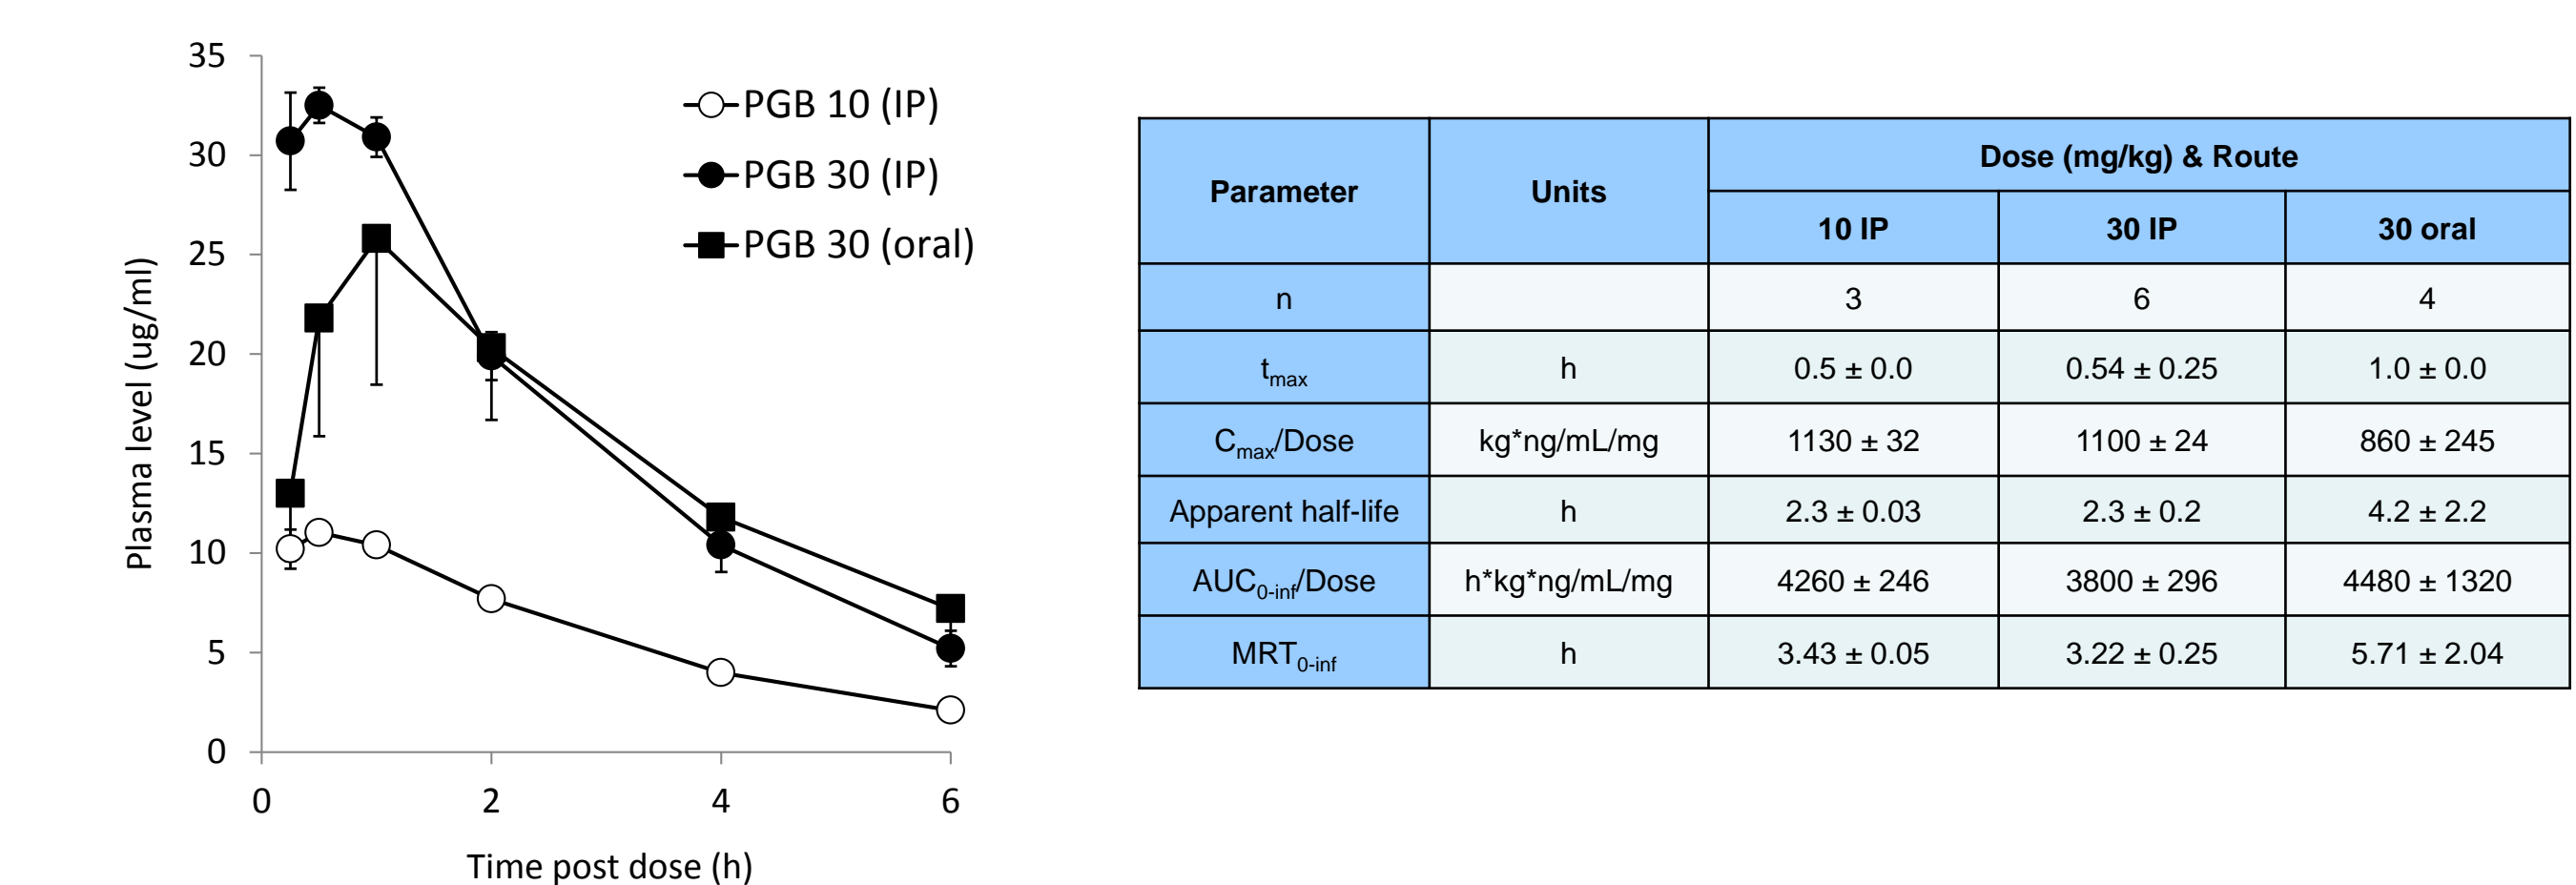 35
30
25
20
15
10
5
0
0 2 4 6
Plasma level (ug/ml)
Time post dose (h)
PGB 10 (IP)
PGB 30 (IP)
PGB 30 (oral)
Parameter Units Dose (mg/kg) & Route
10 IP 30 IP 30 oral
n 3 6 4
tmax h 0.5 ± 0.0 0.54 ± 0.25 1.0 ± 0.0
Cmax/Dose kg*ng/mL/mg 1130 ± 32 1100 ± 24 860 ± 245
Apparent half-life h 2.3 ± 0.03 2.3 ± 0.2 4.2 ± 2.2
AUC0-inf/Dose h*kg*ng/mL/mg 4260 ± 246 3800 ± 296 4480 ± 1320
MRT0-inf h 3.43 ± 0.05 3.22 ± 0.25 5.71 ± 2.04